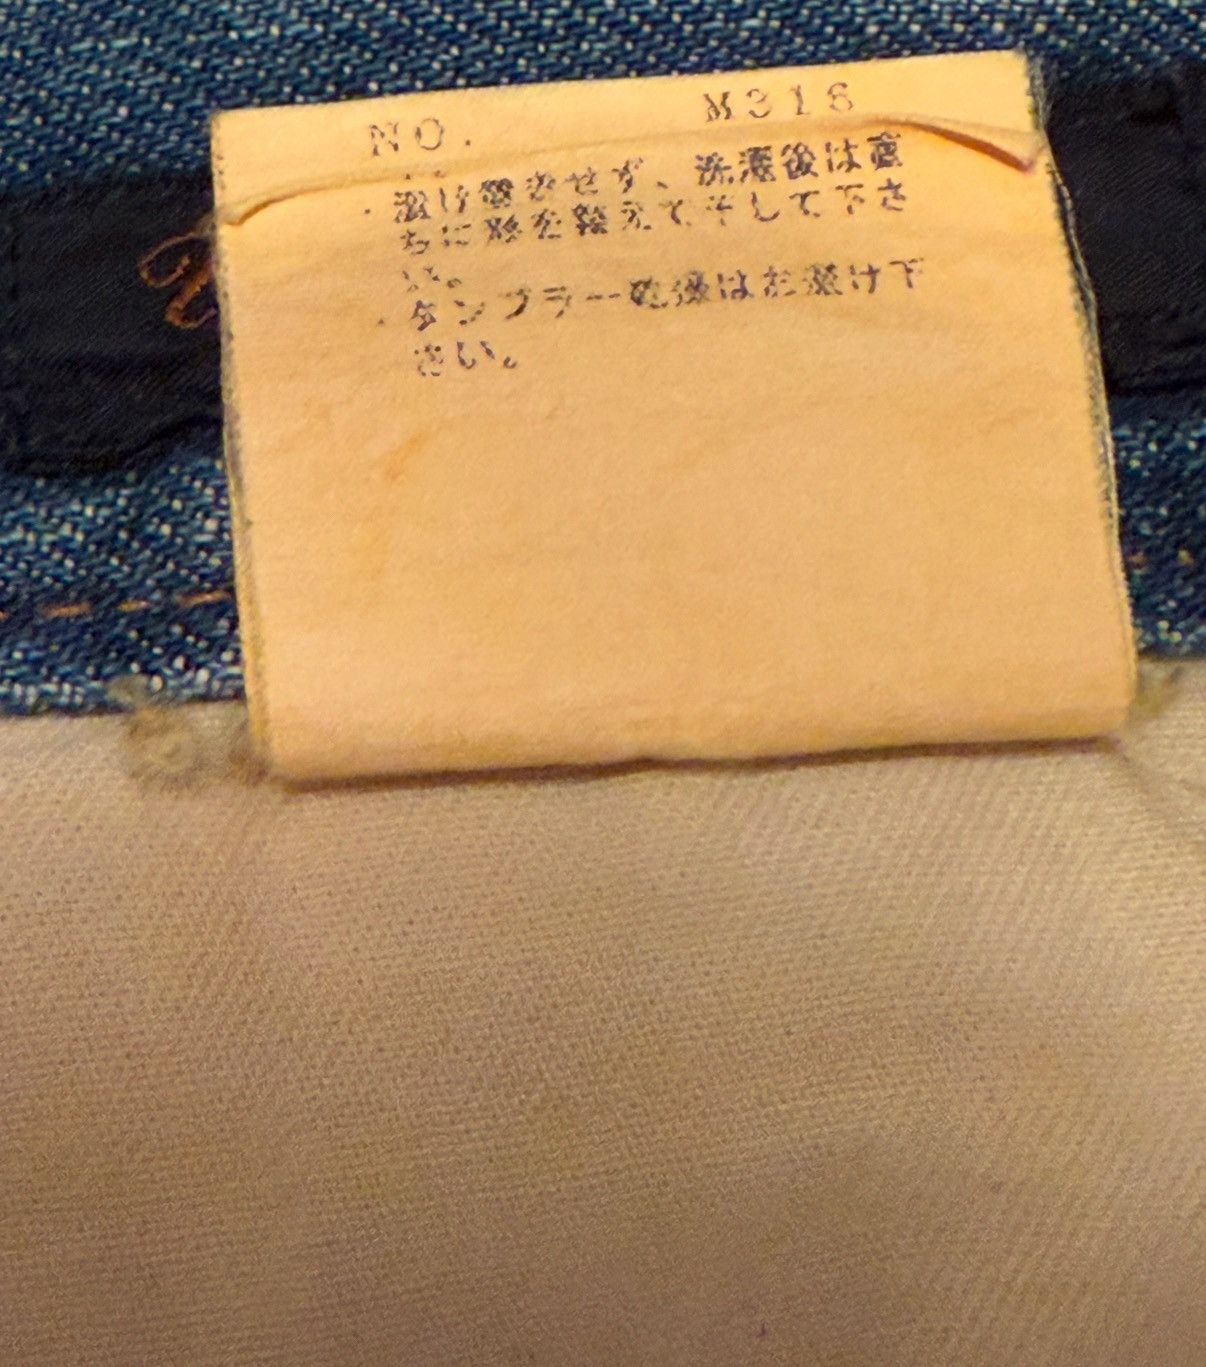 NO. M316
・漬け置きせず、洗濯後は直
ちに形を整えて干して下さ
い。
・タンブラー乾燥はお避け下
さい。